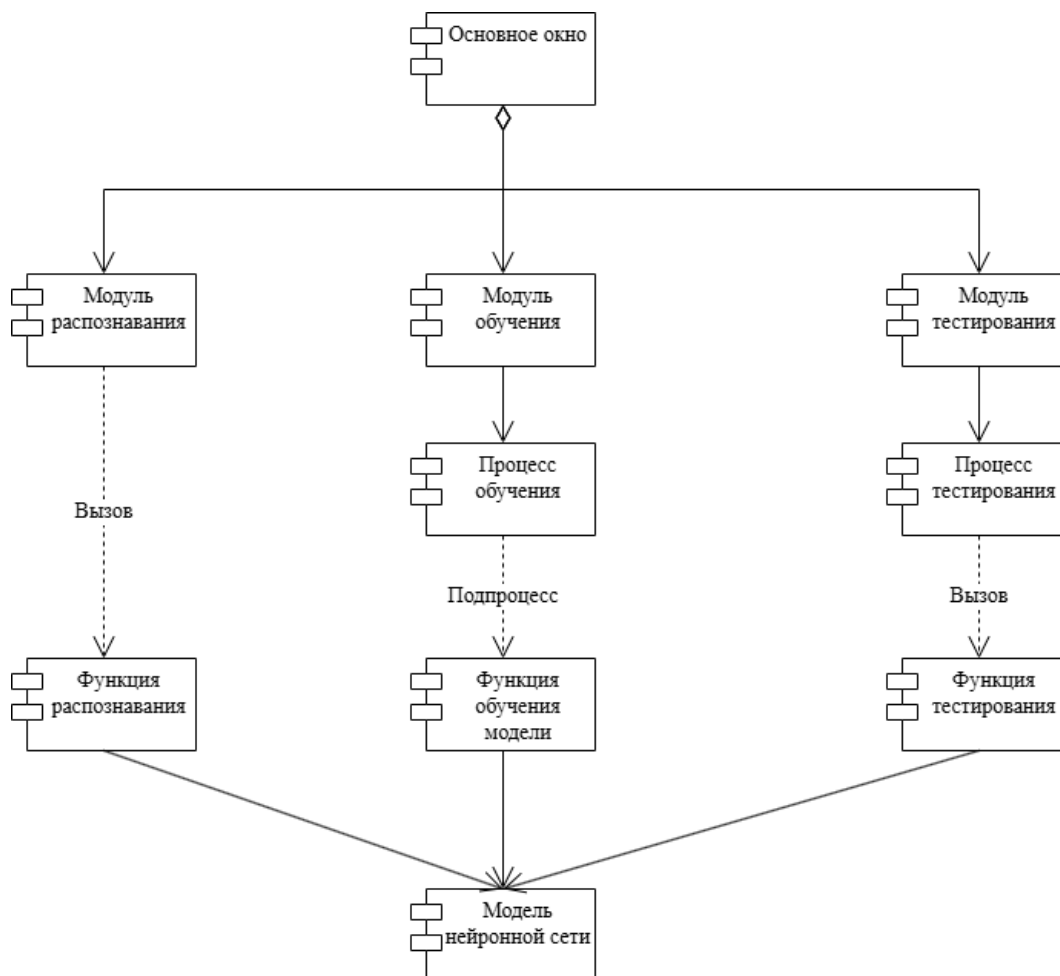 Основное окно
Модуль
распознавания
Модуль
обучения
Модуль
тестирования
Процесс
обучения
Процесс
тестирования
Вызов
Подпроцесс
Вызов
Функция
распознавания
Функция
обучения
модели
Функция
тестирования
Модель
нейронной сети